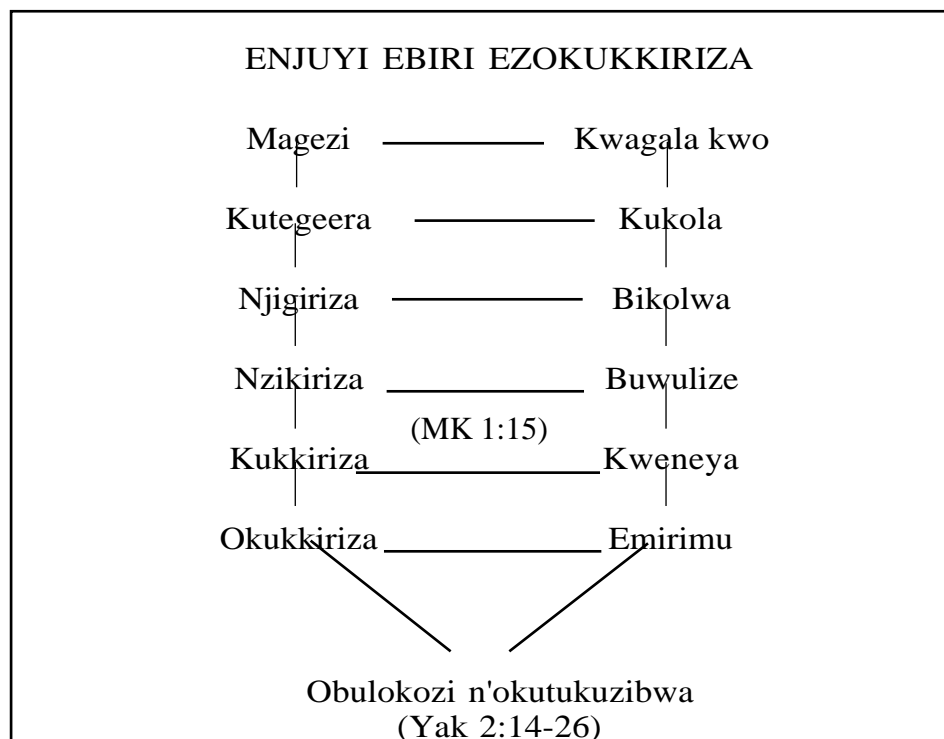 ENJUYI EBIRI EZOKUKKIRIZA
Magezi Kwagala kwo
Kutegeera Kukola
Njigiriza Bikolwa
Nzikiriza Buwulize
(MK 1:15)
Kukkiriza Kweneya
Okukkiriza Emirimu
Obulokozi n'okutukuzibwa
(Yak 2:14-26)